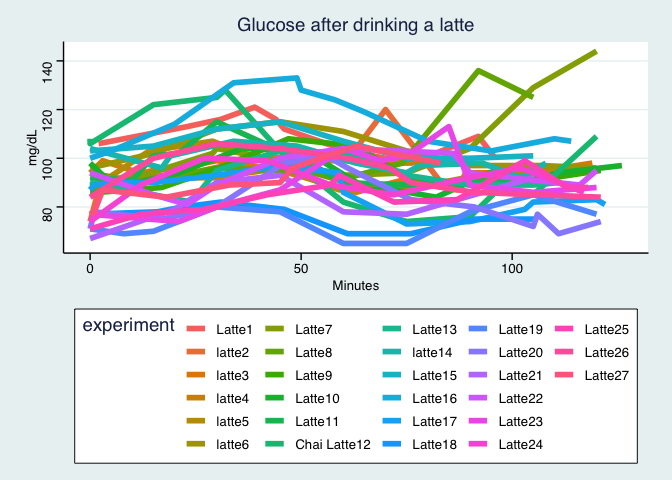 Glucose after drinking a latte
mg/dL
140
120
100
80
0 50 100
Minutes
experiment
Latte1 Latte7 Latte13 Latte19 Latte25
latte2 Latte8 latte14 Latte20 Latte26
latte3 Latte9 Latte15 Latte21 Latte27
latte4 Latte10 Latte16 Latte22
latte5 Latte11 Latte17 Latte23
latte6 Chai Latte12 Latte18 Latte24